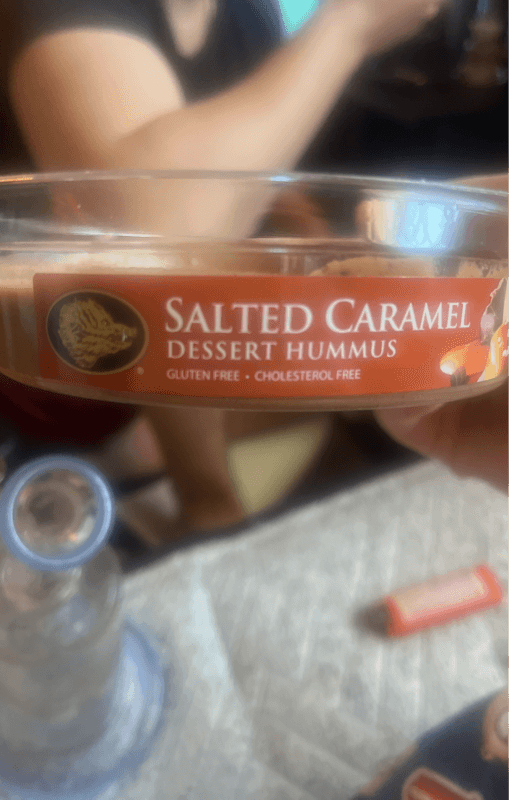 SALTED CARAMEL
DESSERT HUMMUS
GLUTEN FREE • CHOLESTEROL FREE
®